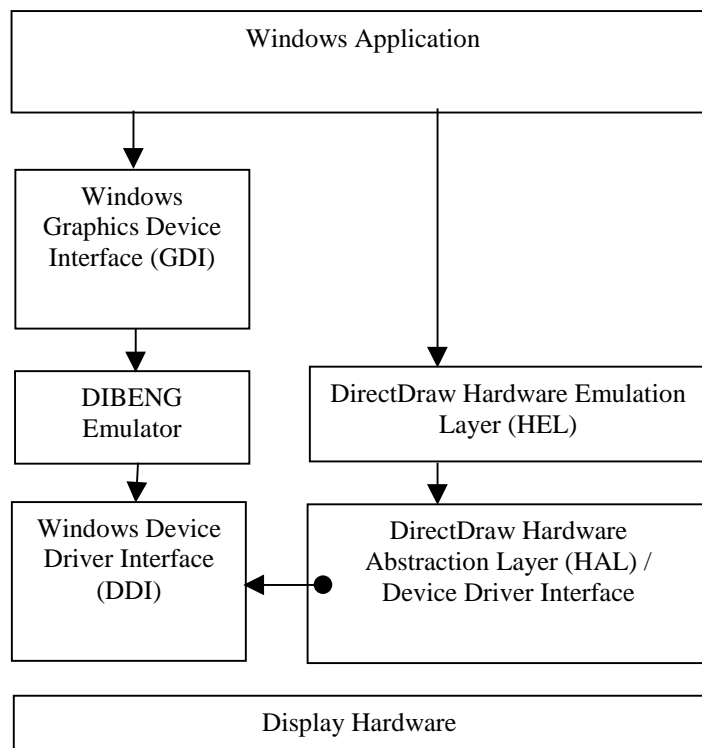 Windows Application
Windows
Graphics Device
Interface (GDI)
DIBENG
Emulator
DirectDraw Hardware Emulation
Layer (HEL)
Windows Device
Driver Interface
(DDI)
DirectDraw Hardware
Abstraction Layer (HAL) /
Device Driver Interface
Display Hardware